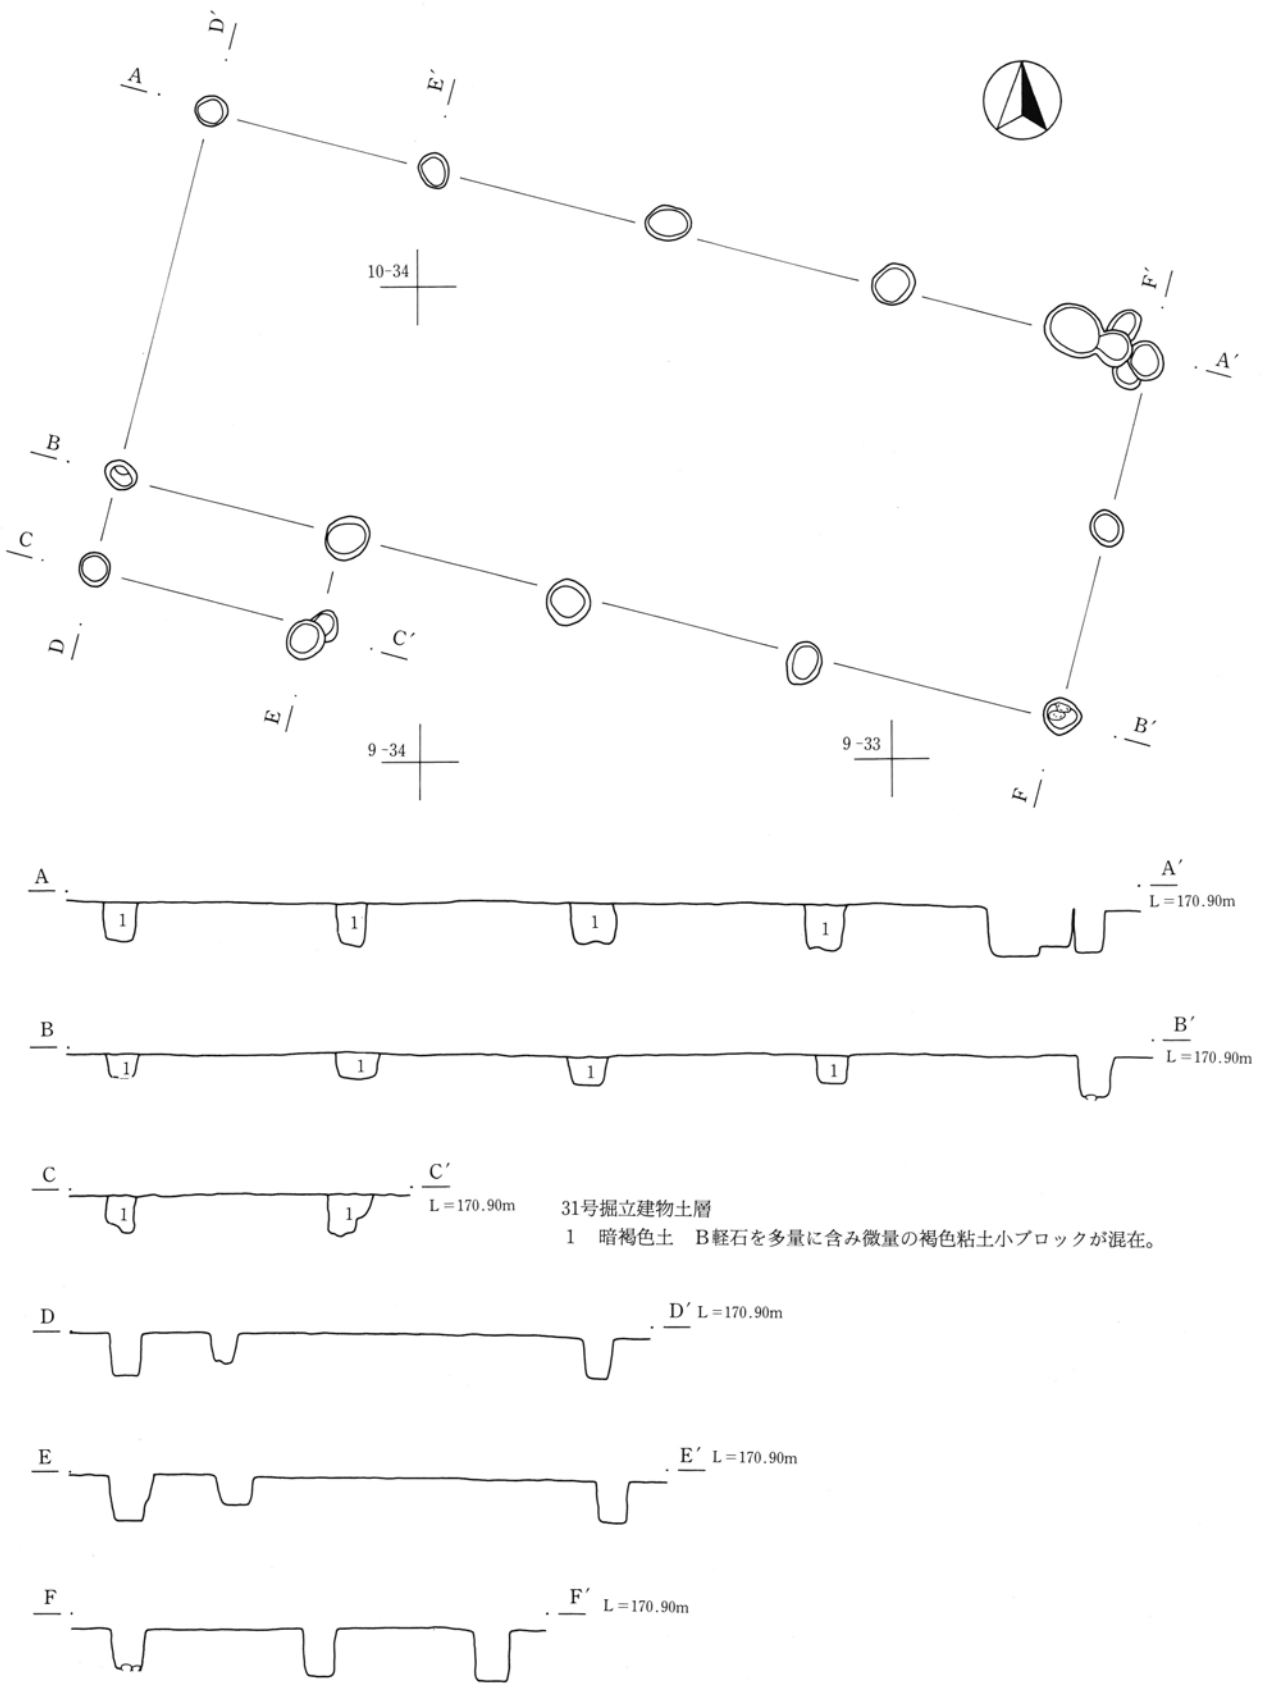 D′
A
E′
10-34
F′
A′
B
C
C′
D
E
9-34
9-33
B′
F
A
A′
L=170.90m
1
1
1
1
B
B′
L=170.90m
1
1
1
1
C
C′
L=170.90m
1
1
31号掘立建物土層
1 暗褐色土 B軽石を多量に含み微量の褐色粘土小ブロックが混在。
D
D′ L=170.90m
E
E′ L=170.90m
F
F′ L=170.90m